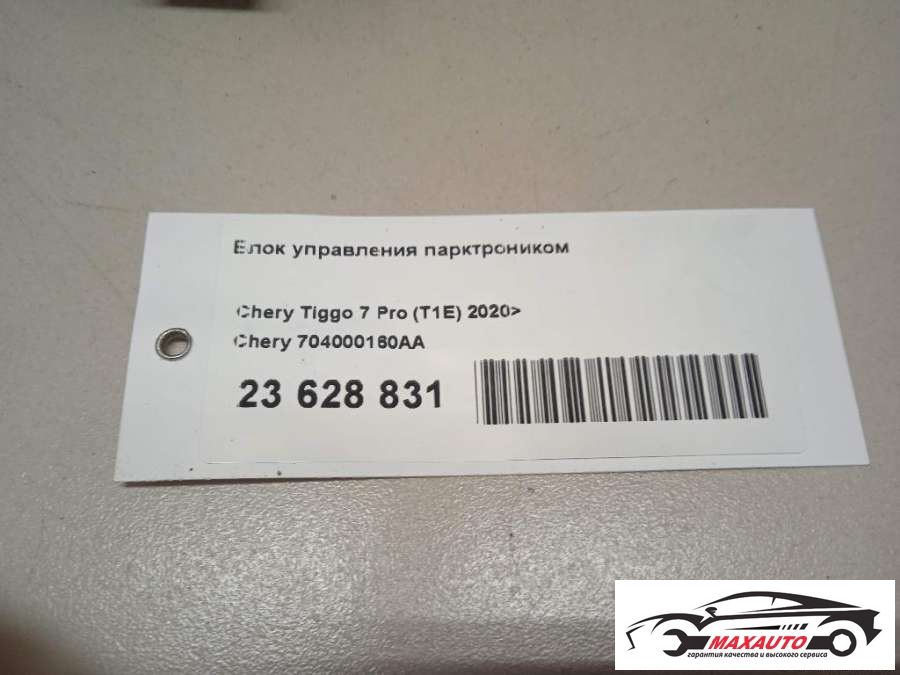 Блок управления парктроником
Chery Tiggo 7 Pro (T1E) 2020>
Chery 704000160AA
23 628 831
MAXAUTO
гарантия качества и высокого сервиса